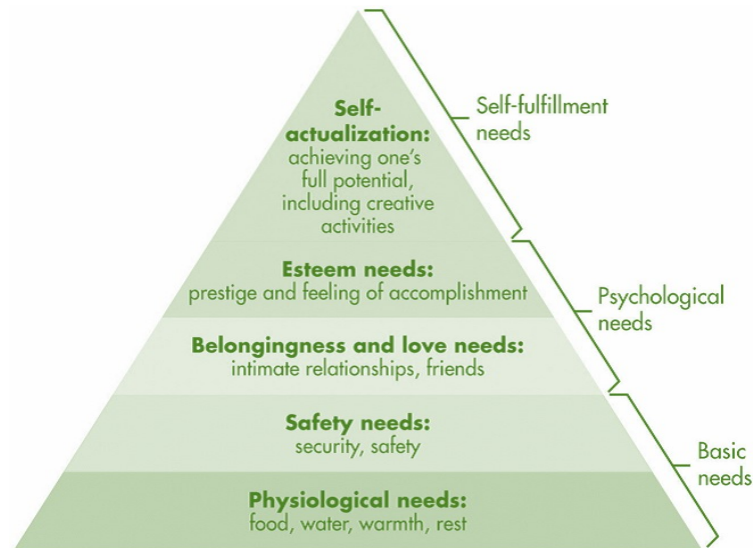 Self-
actualization:
achieving one's
full potential,
including creative
activities
Self-fulfillment
needs
Esteem needs:
prestige and feeling of accomplishment
Psychological
needs
Belongingness and love needs:
intimate relationships, friends
Safety needs:
security, safety
Basic
needs
Physiological needs:
food, water, warmth, rest